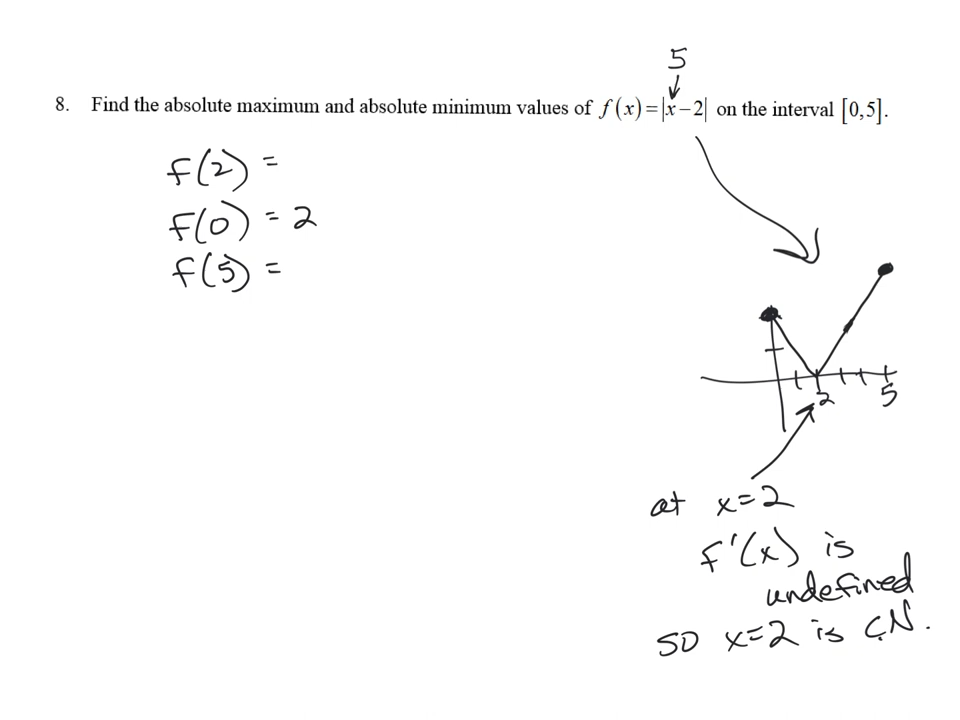 5
8. Find the absolute maximum and absolute minimum values of f(x)=|x−2| on the interval [0,5].
f(2) =
f(0) = 2
f(5) =
2
5
at x=2
f'(x) is
undefined
so x=2 is C.N.